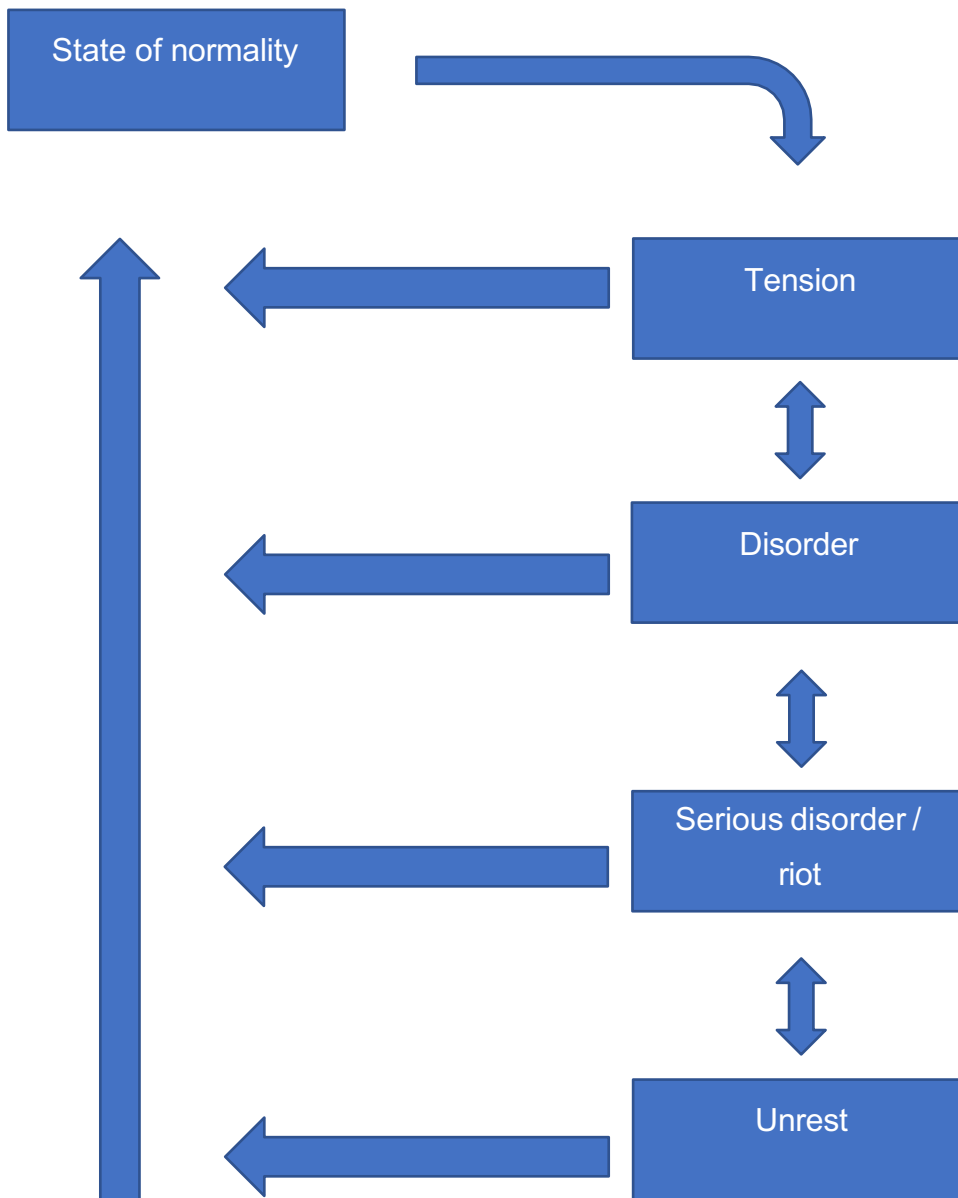 State of normality
Tension
Disorder
Serious disorder /
riot
Unrest